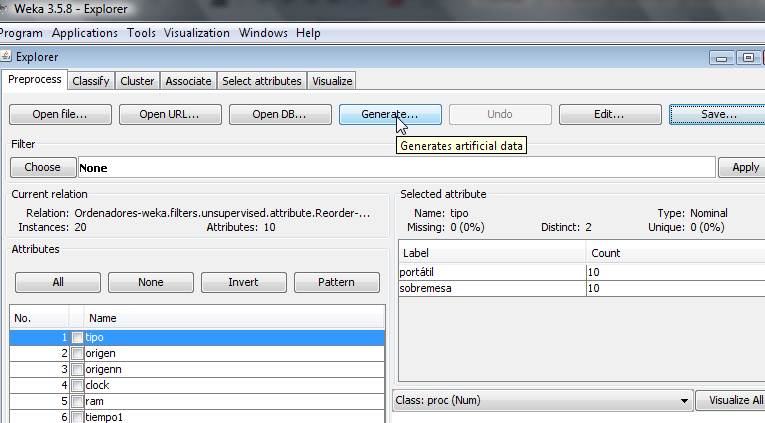 Weka 3.5.8 - Explorer
Program Applications Tools Visualization Windows Help
Explorer
Preprocess Classify Cluster Associate Select attributes Visualize
Open file... Open URL... Open DB... Generate... Undo Edit... Save...
Generates artificial data
Filter
Choose None Apply
Current relation
Relation: Ordenadores-weka.filters.unsupervised.attribute.Reorder-...
Instances: 20 Attributes: 10
Selected attribute
Name: tipo Type: Nominal
Missing: 0 (0%) Distinct: 2 Unique: 0 (0%)
Label Count
portátil 10
sobremesa 10
Attributes
All None Invert Pattern
No. Name
1 tipo
2 origen
3 origenn
4 clock
5 ram
6 tiempo1
Class: proc (Num) Visualize All